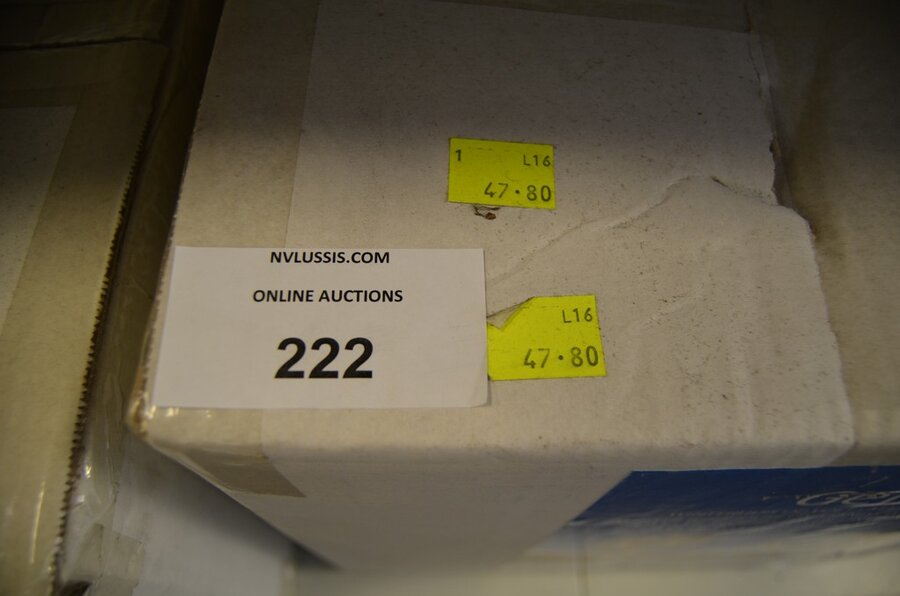 1 L16
47.80
NVLUSSIS.COM
ONLINE AUCTIONS
222
L16
47.80